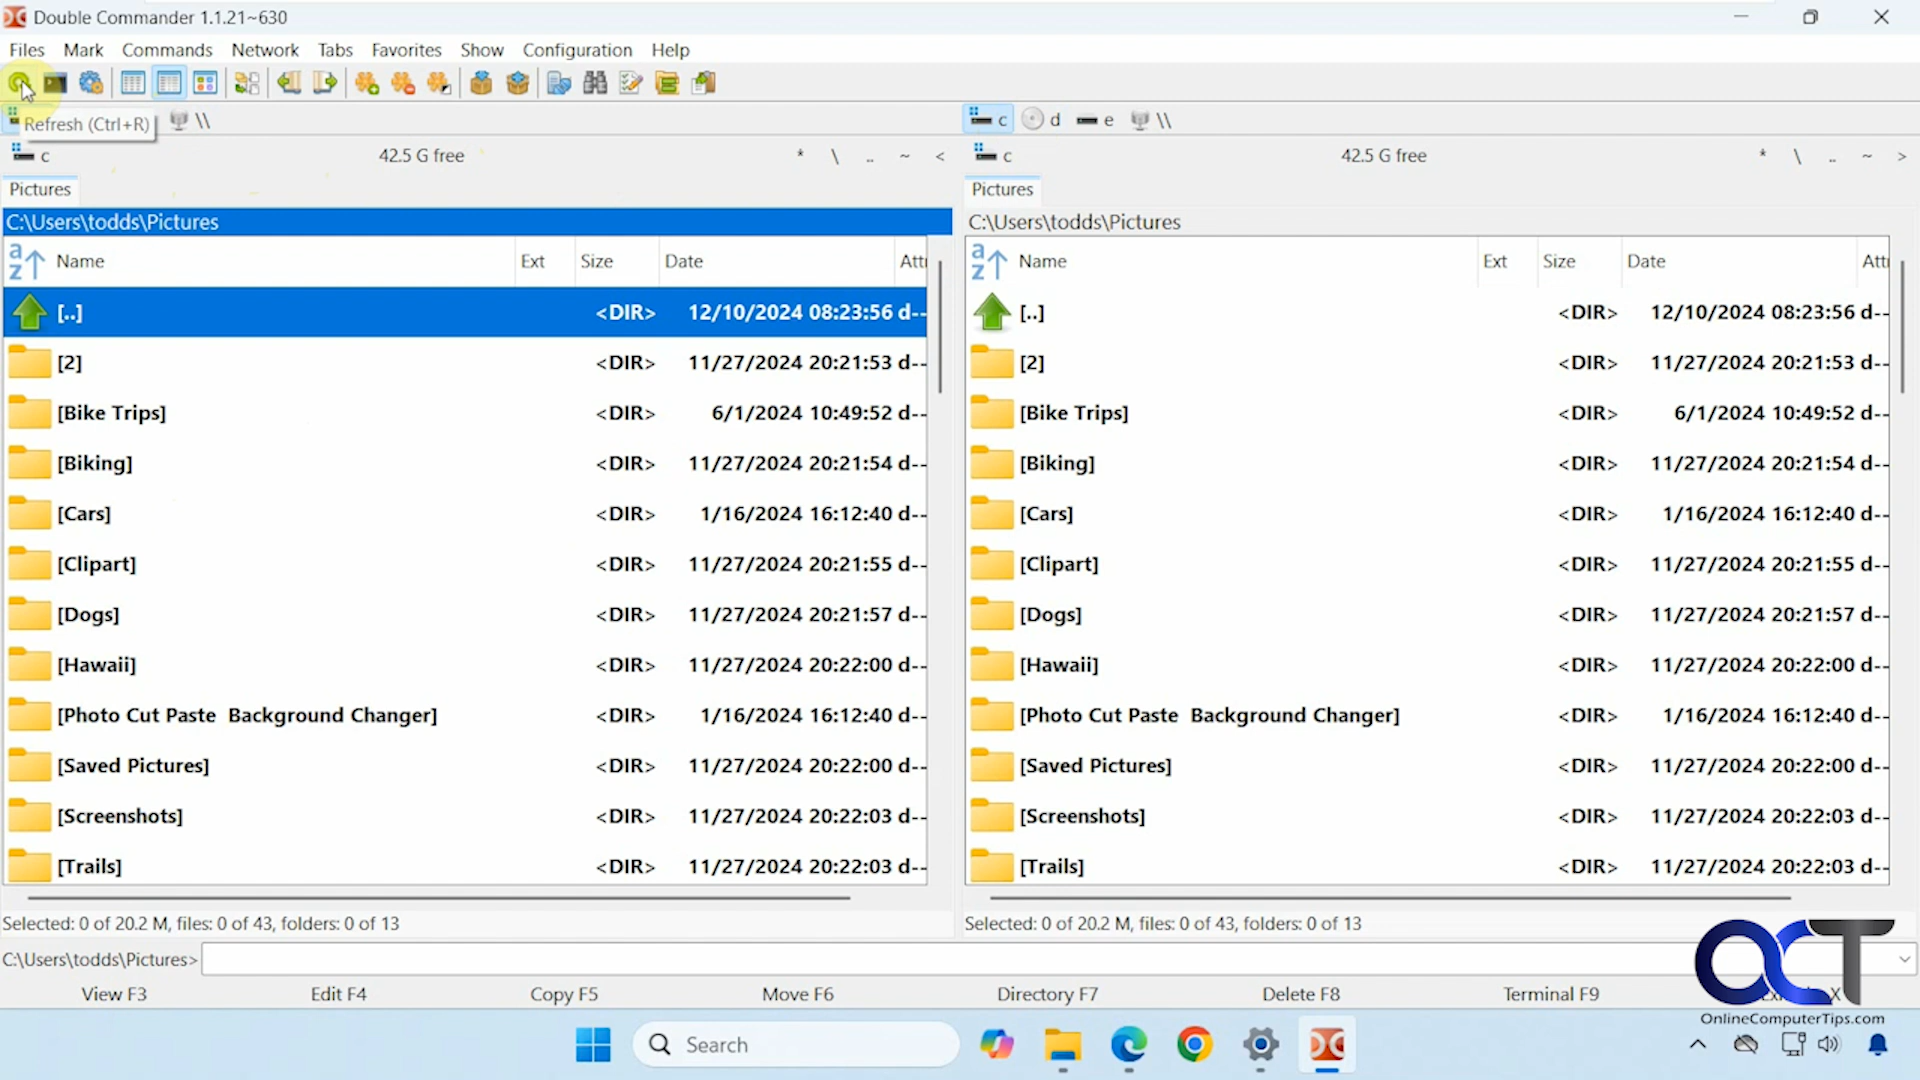 Double Commander 1.1.21~630
Files Mark Commands Network Tabs Favorites Show Configuration Help
Refresh (Ctrl+R)
\\
c d e \\
c 42.5 G free * \ .. ~ <
c 42.5 G free * \ .. ~ >
Pictures
Pictures
C:\Users\todds\Pictures
C:\Users\todds\Pictures
Name Ext Size Date Att
[..] <DIR> 12/10/2024 08:23:56 d--
[2] <DIR> 11/27/2024 20:21:53 d--
[Bike Trips] <DIR> 6/1/2024 10:49:52 d--
[Biking] <DIR> 11/27/2024 20:21:54 d--
[Cars] <DIR> 1/16/2024 16:12:40 d--
[Clipart] <DIR> 11/27/2024 20:21:55 d--
[Dogs] <DIR> 11/27/2024 20:21:57 d--
[Hawaii] <DIR> 11/27/2024 20:22:00 d--
[Photo Cut Paste  Background Changer] <DIR> 1/16/2024 16:12:40 d--
[Saved Pictures] <DIR> 11/27/2024 20:22:00 d--
[Screenshots] <DIR> 11/27/2024 20:22:03 d--
[Trails] <DIR> 11/27/2024 20:22:03 d--
Name Ext Size Date Att
[..] <DIR> 12/10/2024 08:23:56 d--
[2] <DIR> 11/27/2024 20:21:53 d--
[Bike Trips] <DIR> 6/1/2024 10:49:52 d--
[Biking] <DIR> 11/27/2024 20:21:54 d--
[Cars] <DIR> 1/16/2024 16:12:40 d--
[Clipart] <DIR> 11/27/2024 20:21:55 d--
[Dogs] <DIR> 11/27/2024 20:21:57 d--
[Hawaii] <DIR> 11/27/2024 20:22:00 d--
[Photo Cut Paste  Background Changer] <DIR> 1/16/2024 16:12:40 d--
[Saved Pictures] <DIR> 11/27/2024 20:22:00 d--
[Screenshots] <DIR> 11/27/2024 20:22:03 d--
[Trails] <DIR> 11/27/2024 20:22:03 d--
Selected: 0 of 20.2 M, files: 0 of 43, folders: 0 of 13
Selected: 0 of 20.2 M, files: 0 of 43, folders: 0 of 13
C:\Users\todds\Pictures>
View F3 Edit F4 Copy F5 Move F6 Directory F7 Delete F8 Terminal F9
OCT
OnlineComputerTips.com
Search